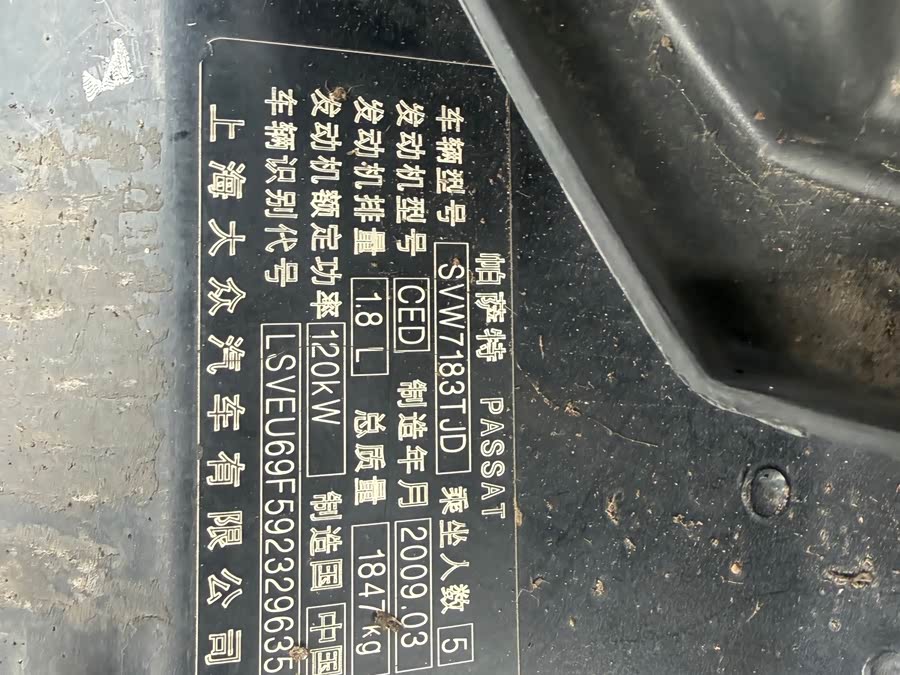 帕萨特 PASSAT
车辆型号 SVW7183TJD 乘坐人数 5
发动机型号 CED 制造年月 2009.03
发动机排量 1.8 L 总质量 1847kg
发动机额定功率 120kW 制造国 中国
车辆识别代号 LSVEU69F592329635
上海大众汽车有限公司